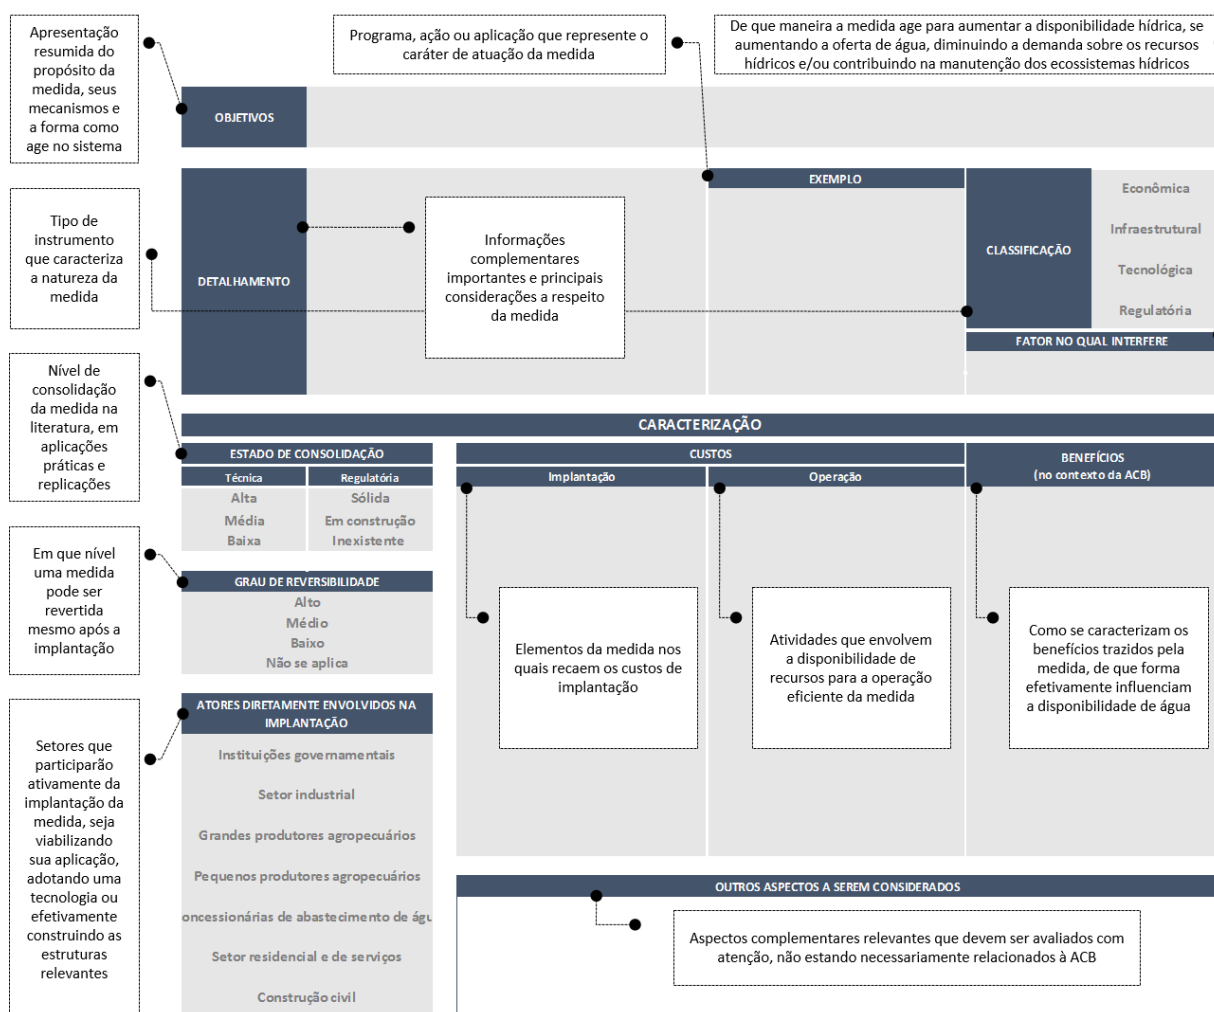 Apresentação
resumida do
propósito da
medida, seus
mecanismos e
a forma como
age no sistema
Programa, ação ou aplicação que represente o
caráter de atuação da medida
De que maneira a medida age para aumentar a disponibilidade hídrica, se
aumentando a oferta de água, diminuindo a demanda sobre os recursos
hídricos e/ou contribuindo na manutenção dos ecossistemas hídricos
OBJETIVOS
Tipo de
instrumento
que caracteriza
a natureza da
medida
DETALHAMENTO
Informações
complementares
importantes e principais
considerações a respeito
da medida
EXEMPLO
CLASSIFICAÇÃO
Econômica
Infraestrutural
Tecnológica
Regulatória
FATOR NO QUAL INTERFERE
Nível de
consolidação
da medida na
literatura, em
aplicações
práticas e
replicações
CARACTERIZAÇÃO
ESTADO DE CONSOLIDAÇÃO
Técnica
Regulatória
Alta
Sólida
Média
Em construção
Baixa
Inexistente
CUSTOS
Implantação
Operação
BENEFÍCIOS
(no contexto da ACB)
Em que nível
uma medida
pode ser
revertida
mesmo após a
implantação
GRAU DE REVERSIBILIDADE
Alto
Médio
Baixo
Não se aplica
Elementos da medida nos
quais recaem os custos de
implantação
Atividades que envolvem
a disponibilidade de
recursos para a operação
eficiente da medida
Como se caracterizam os
benefícios trazidos pela
medida, de que forma
efetivamente influenciam
a disponibilidade de água
Setores que
participarão
ativamente da
implantação da
medida, seja
viabilizando
sua aplicação,
adotando uma
tecnologia ou
efetivamente
construindo as
estruturas
relevantes
ATORES DIRETAMENTE ENVOLVIDOS NA
IMPLANTAÇÃO
Instituições governamentais
Setor industrial
Grandes produtores agropecuários
Pequenos produtores agropecuários
oncessionárias de abastecimento de águ
Setor residencial e de serviços
Construção civil
OUTROS ASPECTOS A SEREM CONSIDERADOS
Aspectos complementares relevantes que devem ser avaliados com
atenção, não estando necessariamente relacionados à ACB